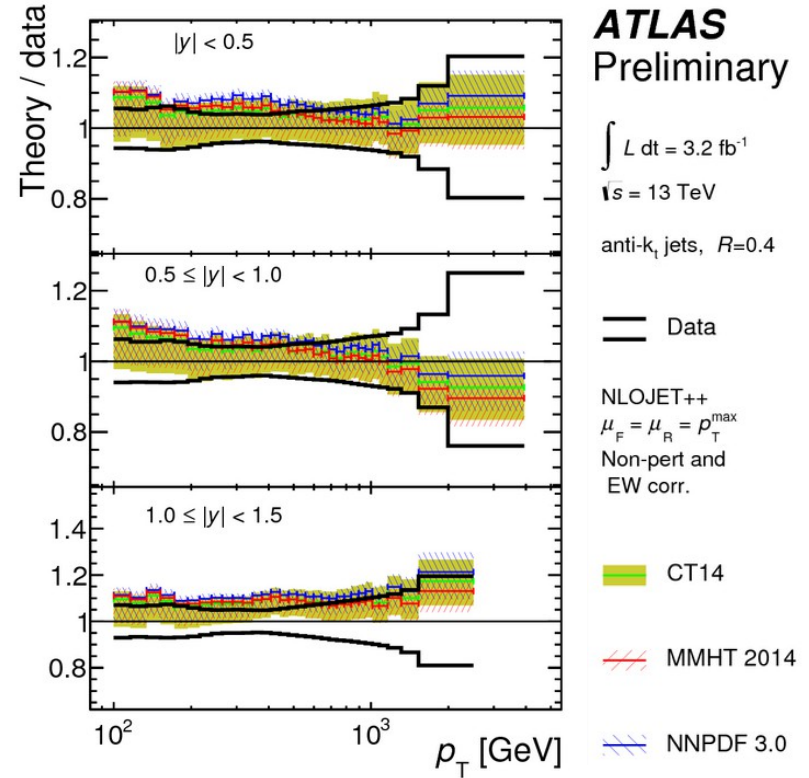 Theory / data
|y| < 0.5
1.2
1
0.8
0.5 ≤ |y| < 1.0
1.2
1
0.8
1.0 ≤ |y| < 1.5
1.4
1.2
1
0.8
10²
10³
p_T [GeV]
ATLAS
Preliminary
∫ L dt = 3.2 fb⁻¹
√s = 13 TeV
anti-k_t jets, R=0.4
Data
NLOJET++
μ_F = μ_R = p_T^max
Non-pert and
EW corr.
CT14
MMHT 2014
NNPDF 3.0